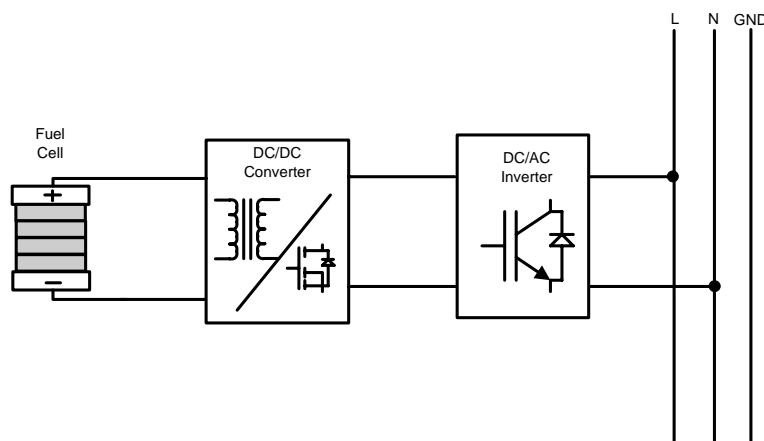 L N GND
Fuel
Cell
DC/DC
Converter
DC/AC
Inverter
+
−